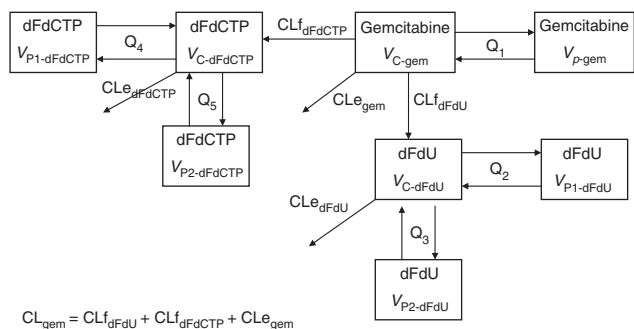 dFdCTP
V_P1-dFdCTP
Q_4
dFdCTP
V_C-dFdCTP
CLf_dFdCTP
Gemcitabine
V_C-gem
Q_1
Gemcitabine
V_p-gem
CLe_dFdCTP
Q_5
CLe_gem
CLf_dFdU
dFdCTP
V_P2-dFdCTP
dFdU
V_C-dFdU
Q_2
dFdU
V_P1-dFdU
CLe_dFdU
Q_3
dFdU
V_P2-dFdU
CL_gem = CLf_dFdU + CLf_dFdCTP + CLe_gem